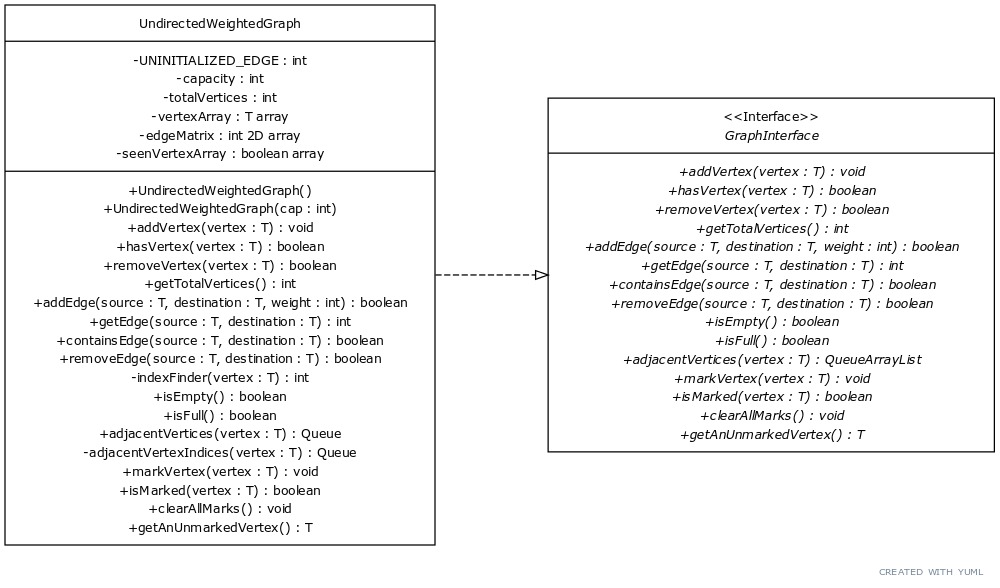 UndirectedWeightedGraph
-UNINITIALIZED_EDGE : int
-capacity : int
-totalVertices : int
-vertexArray : T array
-edgeMatrix : int 2D array
-seenVertexArray : boolean array
+UndirectedWeightedGraph()
+UndirectedWeightedGraph(cap : int)
+addVertex(vertex : T) : void
+hasVertex(vertex : T) : boolean
+removeVertex(vertex : T) : boolean
+getTotalVertices() : int
+addEdge(source : T, destination : T, weight : int) : boolean
+getEdge(source : T, destination : T) : int
+containsEdge(source : T, destination : T) : boolean
+removeEdge(source : T, destination : T) : boolean
-indexFinder(vertex : T) : int
+isEmpty() : boolean
+isFull() : boolean
+adjacentVertices(vertex : T) : Queue
-adjacentVertexIndices(vertex : T) : Queue
+markVertex(vertex : T) : void
+isMarked(vertex : T) : boolean
+clearAllMarks() : void
+getAnUnmarkedVertex() : T
<<Interface>>
GraphInterface
+addVertex(vertex : T) : void
+hasVertex(vertex : T) : boolean
+removeVertex(vertex : T) : boolean
+getTotalVertices() : int
+addEdge(source : T, destination : T, weight : int) : boolean
+getEdge(source : T, destination : T) : int
+containsEdge(source : T, destination : T) : boolean
+removeEdge(source : T, destination : T) : boolean
+isEmpty() : boolean
+isFull() : boolean
+adjacentVertices(vertex : T) : QueueArrayList
+markVertex(vertex : T) : void
+isMarked(vertex : T) : boolean
+clearAllMarks() : void
+getAnUnmarkedVertex() : T
CREATED WITH YUML